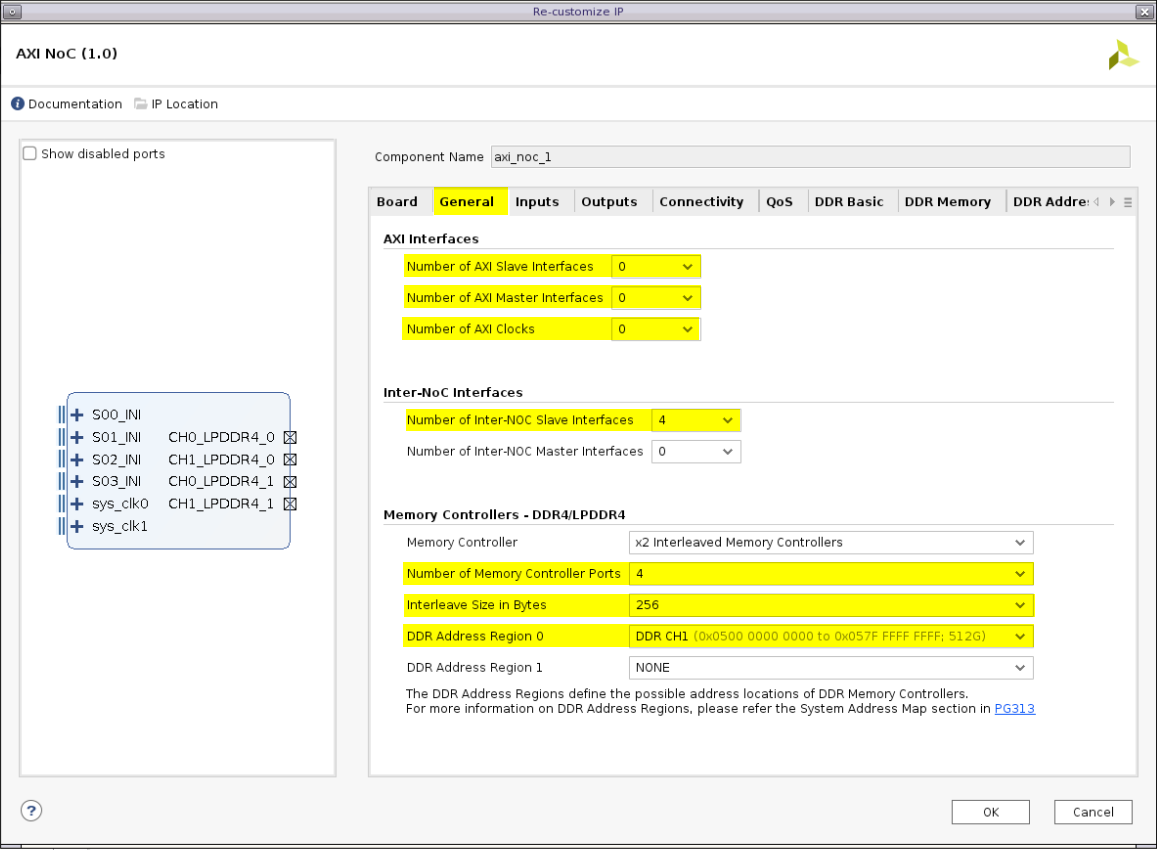 Re-customize IP
AXI NoC (1.0)
Documentation IP Location
Show disabled ports
S00_INI
S01_INI CH0_LPDDR4_0
S02_INI CH1_LPDDR4_0
S03_INI CH0_LPDDR4_1
sys_clk0 CH1_LPDDR4_1
sys_clk1
Component Name axi_noc_1
Board General Inputs Outputs Connectivity QoS DDR Basic DDR Memory DDR Addre
AXI Interfaces
Number of AXI Slave Interfaces 0
Number of AXI Master Interfaces 0
Number of AXI Clocks 0
Inter-NoC Interfaces
Number of Inter-NOC Slave Interfaces 4
Number of Inter-NOC Master Interfaces 0
Memory Controllers - DDR4/LPDDR4
Memory Controller x2 Interleaved Memory Controllers
Number of Memory Controller Ports 4
Interleave Size in Bytes 256
DDR Address Region 0 DDR CH1 (0x0500 0000 0000 to 0x057F FFFF FFFF; 512G)
DDR Address Region 1 NONE
The DDR Address Regions define the possible address locations of DDR Memory Controllers.
For more information on DDR Address Regions, please refer the System Address Map section in PG313
?
OK Cancel